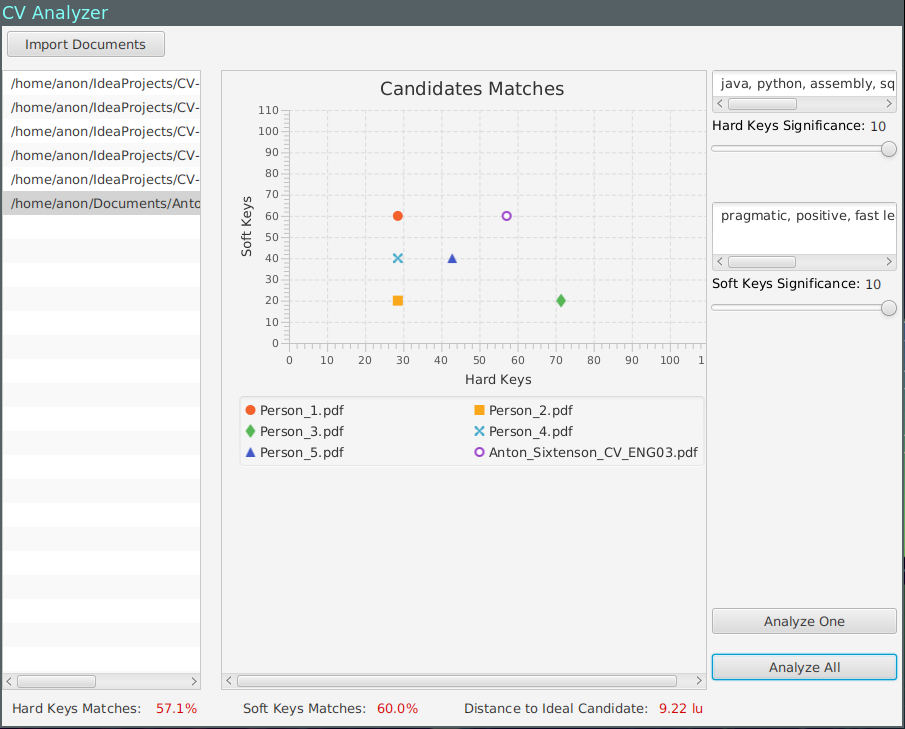 CV Analyzer
Import Documents
/home/anon/IdeaProjects/CV-
/home/anon/IdeaProjects/CV-
/home/anon/IdeaProjects/CV-
/home/anon/IdeaProjects/CV-
/home/anon/IdeaProjects/CV-
/home/anon/Documents/Anto
Candidates Matches
110
100
90
80
70
60
50
40
30
20
10
0
Soft Keys
0 10 20 30 40 50 60 70 80 90 100 1
Hard Keys
Person_1.pdf Person_2.pdf
Person_3.pdf Person_4.pdf
Person_5.pdf Anton_Sixtenson_CV_ENG03.pdf
java, python, assembly, sq
Hard Keys Significance: 10
pragmatic, positive, fast le
Soft Keys Significance: 10
Analyze One
Analyze All
Hard Keys Matches: 57.1% Soft Keys Matches: 60.0% Distance to Ideal Candidate: 9.22 lu